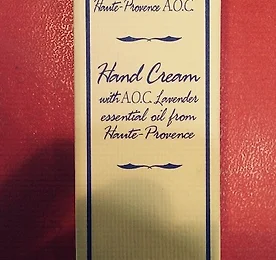 Haute-Provence A.O.C.
Hand Cream
with A.O.C. Lavender
essential oil from
Haute-Provence